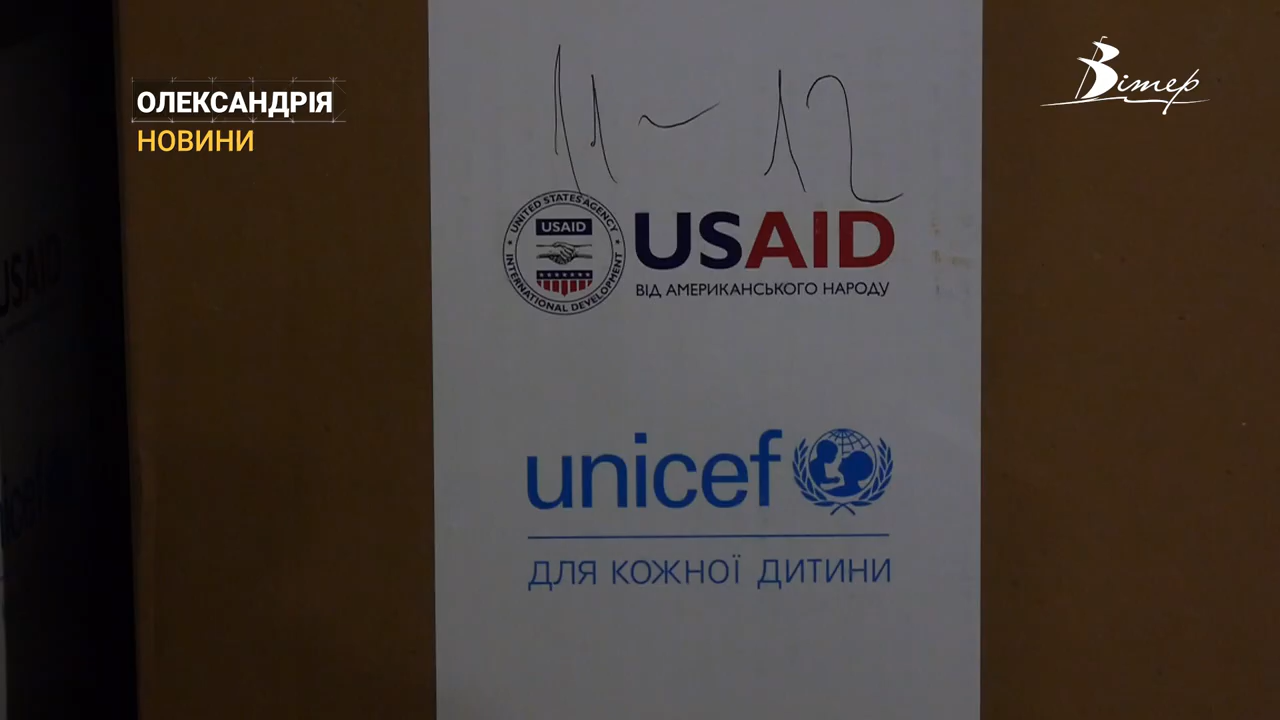 ОЛЕКСАНДРІЯ
НОВИНИ
Вітер
11 - 12
UNITED STATES AGENCY
USAID
INTERNATIONAL DEVELOPMENT
USAID
ВІД АМЕРИКАНСЬКОГО НАРОДУ
unicef
ДЛЯ КОЖНОЇ ДИТИНИ
USAID